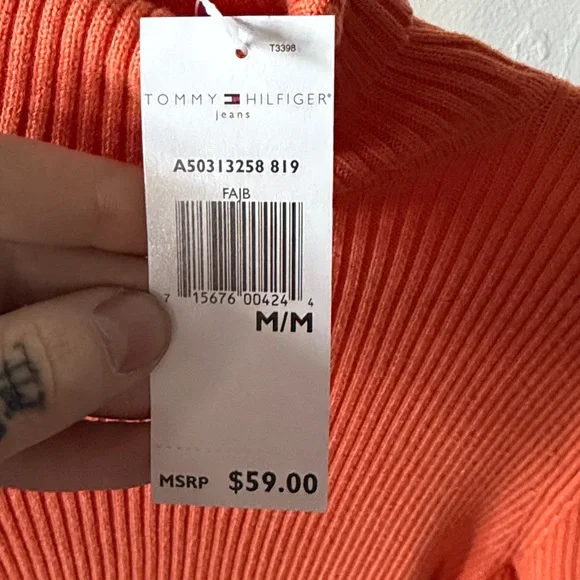 T3398
TOMMY HILFIGER®
jeans
A50313258 819
FAJB
7 15676 00424 4
M/M
MSRP $59.00